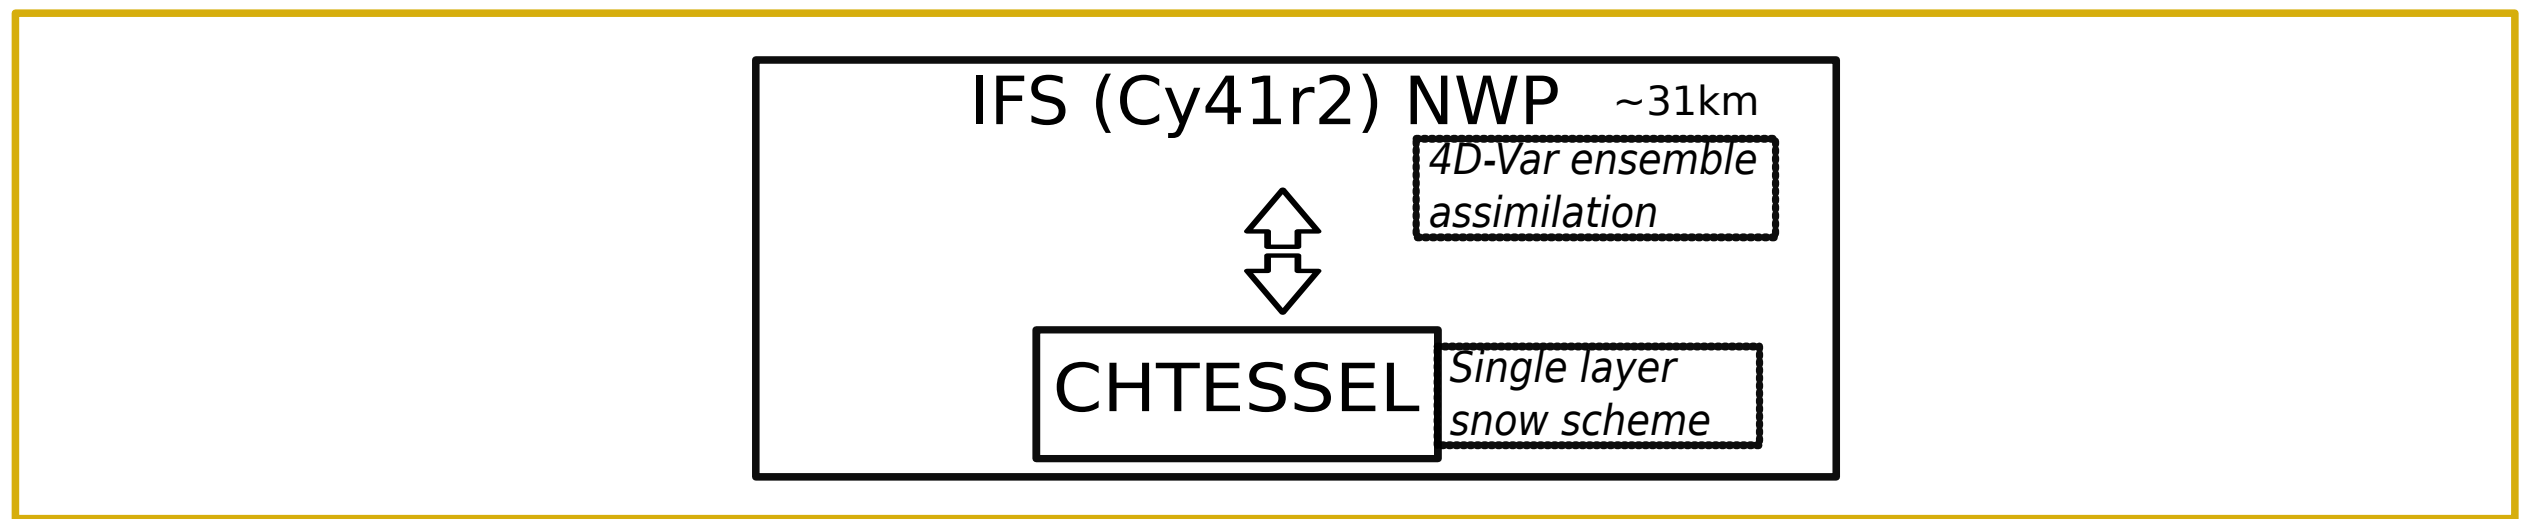 IFS (Cy41r2) NWP ~31km
4D-Var ensemble
assimilation
CHTESSEL
Single layer
snow scheme